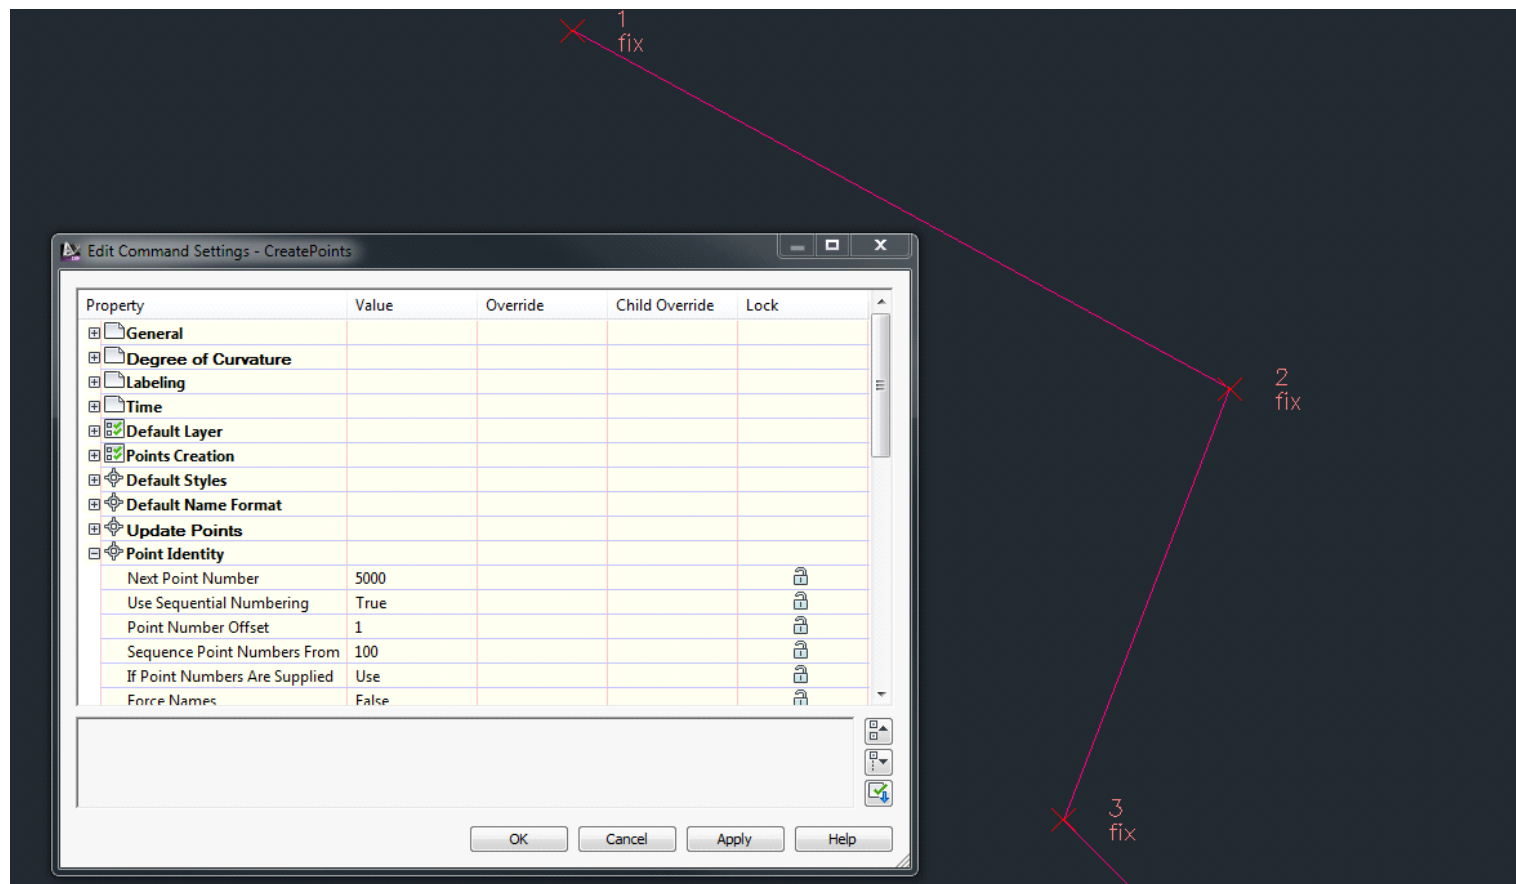 1
fix
Edit Command Settings - CreatePoints
Property Value Override Child Override Lock
General
Degree of Curvature
Labeling
Time
Default Layer
Points Creation
Default Styles
Default Name Format
Update Points
Point Identity
Next Point Number 5000
Use Sequential Numbering True
Point Number Offset 1
Sequence Point Numbers From 100
If Point Numbers Are Supplied Use
Force Names False
2
fix
3
fix
OK Cancel Apply Help